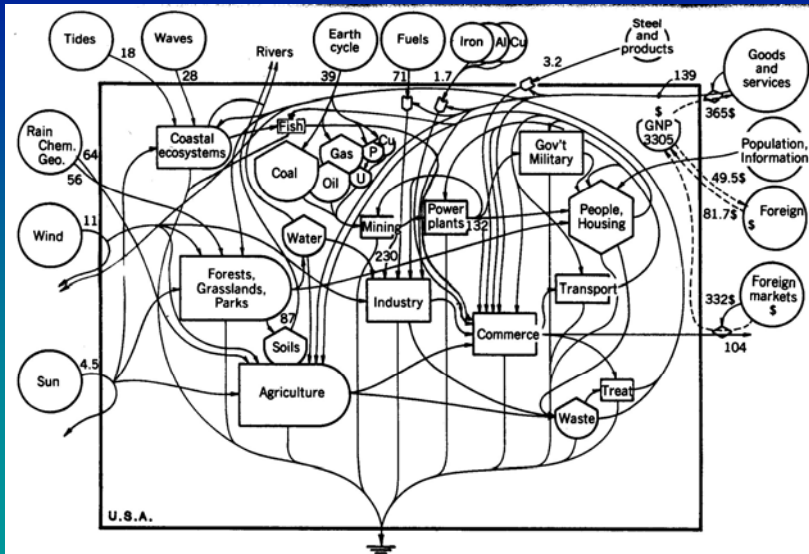 Tides
Waves
Rivers
Earth
cycle
Fuels
Iron
Al
Cu
Steel
and
products
Goods
and
services
18
28
39
71
1.7
3.2
139
$
GNP
3305
365$
Fish
Coastal
ecosystems
Gas
Cu
P
U
Coal
Oil
Gov't
Military
Population,
Information
Rain
Chem.
Geo.
64
56
49.5$
81.7$
Foreign
$
Wind
11
Water
Mining
Power
plants
132
People,
Housing
230
Forests,
Grasslands,
Parks
Industry
Transport
Foreign
markets
$
332$
87
Soils
Commerce
104
Sun
4.5
Agriculture
Treat
Waste
U.S.A.